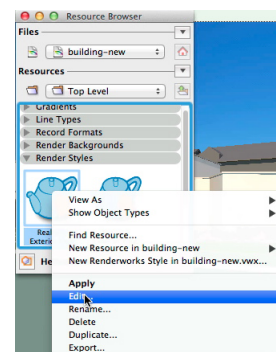 Resource Browser
Files
building-new
Resources
Top Level
Gradients
Line Types
Record Formats
Render Backgrounds
Render Styles
View As
Show Object Types
Find Resource...
New Resource in building-new
New Renderworks Style in building-new.vwx...
Apply
Edit...
Rename...
Delete
Duplicate...
Export...